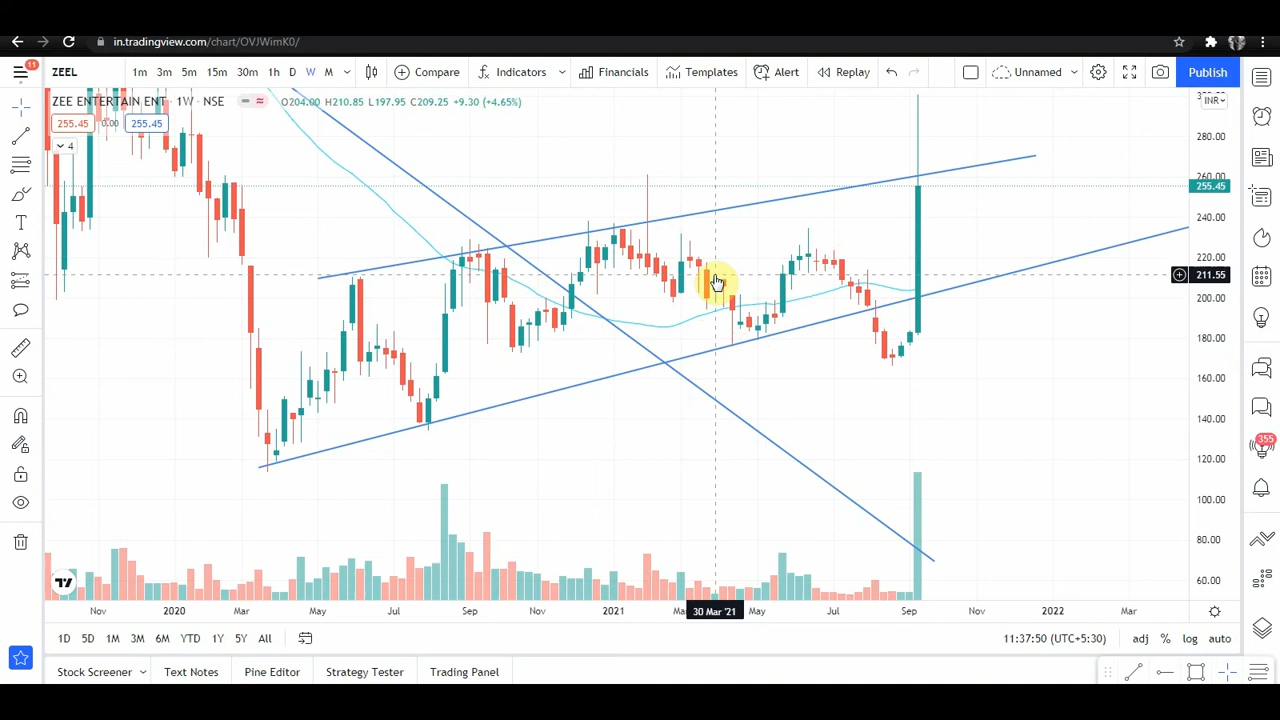 in.tradingview.com/chart/OVJWimK0/
11
ZEEL 1m 3m 5m 15m 30m 1h D W M Compare Indicators Financials Templates Alert Replay Unnamed Publish
ZEE ENTERTAIN ENT 1W NSE O204.00 H210.85 L197.95 C209.25 +9.30 (+4.65%)
INR
255.45 0.00 255.45
4
280.00
260.00
255.45
240.00
220.00
211.55
200.00
180.00
160.00
140.00
120.00
355
100.00
80.00
60.00
Nov 2020 Mar May Jul Sep Nov 2021 30 Mar '21 May Jul Sep Nov 2022 Mar
1D 5D 1M 3M 6M YTD 1Y 5Y All 11:37:50 (UTC+5:30) adj % log auto
Stock Screener Text Notes Pine Editor Strategy Tester Trading Panel